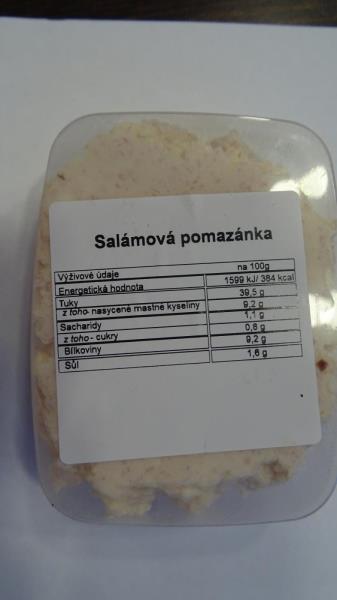 Salámová pomazánka
Výživové údaje na 100g
Energetická hodnota 1599 kJ/ 384 kcal
Tuky 39,5 g
z toho- nasycené mastné kyseliny 9,2 g
Sacharidy 1,1 g
z toho- cukry 0,8 g
Bílkoviny 9,2 g
Sůl 1,6 g